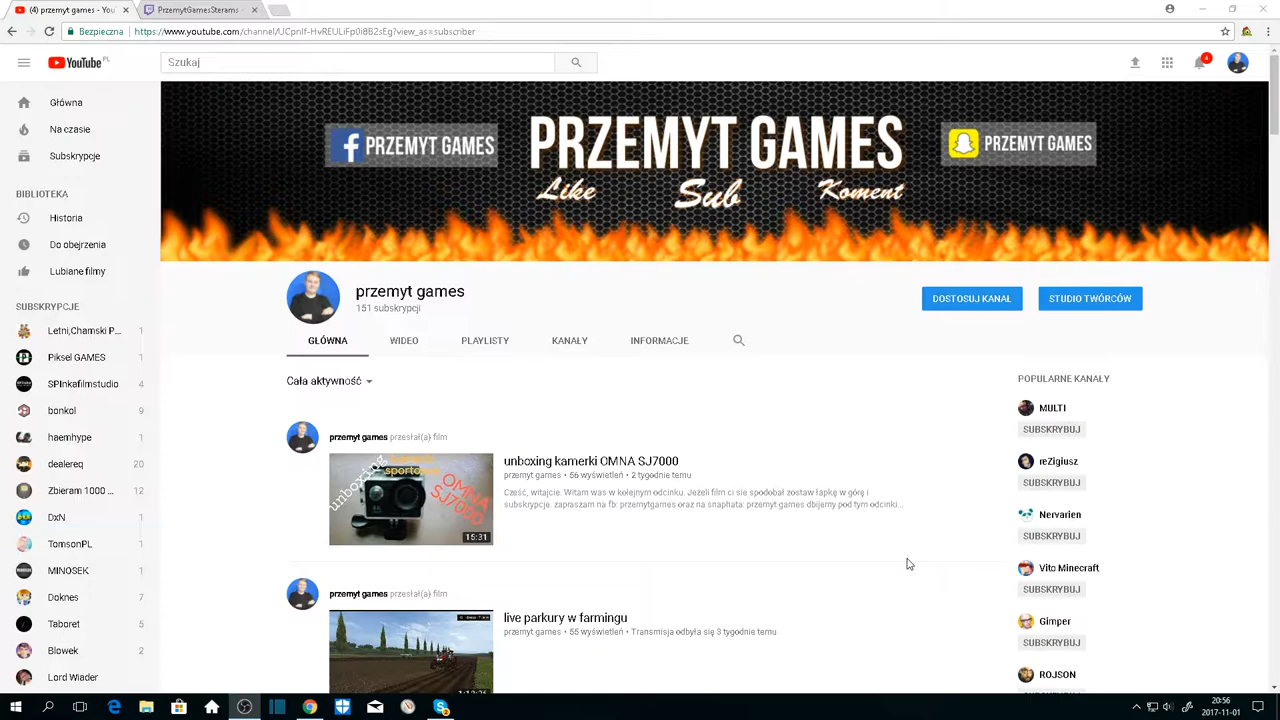 (4) przemyt games - You
PrzemytGamesSterams
Bezpieczna
https://www.youtube.com/channel/UCpnIf-HvREULiFp0i8B2sEg?view_as=subscriber
YouTube PL
Szukaj
4
Główna
Na czasie
Subskrypcje
BIBLIOTEKA
Historia
Do obejrzenia
Lubiane filmy
SUBSKRYPCJE
Letni,Chamski P... 1
Piksel GAMES 1
SPInkafilmstudio 4
bonkol 9
haemhype 1
dealereq 20
Zbieram 1000 ... 12
DxN 1
TomsonPL 1
MINOSEK 1
Doknes 7
Taboret 5
Blowek 2
Lord Wiader 1
PRZEMYT GAMES
PRZEMYT GAMES
PRZEMYT GAMES
Like Sub Koment
przemyt games
151 subskrypcji
DOSTOSUJ KANAŁ
STUDIO TWÓRCÓW
GŁÓWNA
WIDEO
PLAYLISTY
KANAŁY
INFORMACJE
Cała aktywność
przemyt games przesłał(a) film
unboxing
sportowej
OMNA
SJ7000
15:31
unboxing kamerki OMNA SJ7000
przemyt games • 56 wyświetleń • 2 tygodnie temu
Cześć, witajcie. Witam was w kolejnym odcinku. Jeżeli film ci sie spodobał zostaw łapkę w górę i
subskrypcje. zapraszam na fb: przemytgames oraz na snaphata: przemyt games dbijemy pod tym odcinki...
przemyt games przesłał(a) film
live parkury w farmingu
przemyt games • 55 wyświetleń • Transmisja odbyła się 3 tygodnie temu
POPULARNE KANAŁY
MULTI
SUBSKRYBUJ
reZigiusz
SUBSKRYBUJ
Nervarien
SUBSKRYBUJ
Vito Minecraft
SUBSKRYBUJ
Gimper
SUBSKRYBUJ
ROJSON
20:56
2017-11-01